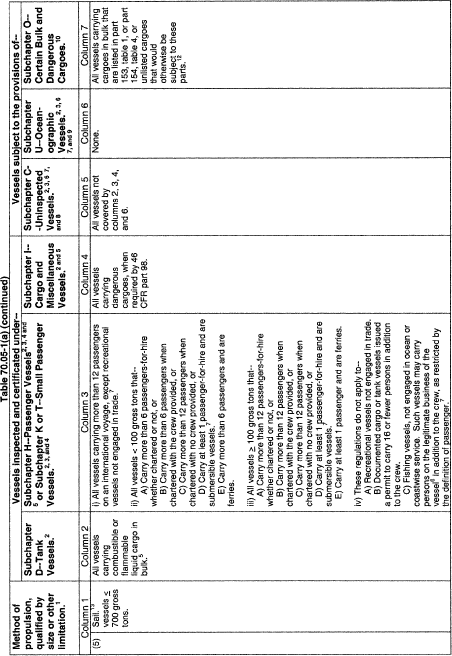 Table 70.05-1(a) (continued)
Method of
propulsion,
qualified by
size or other
limitation.1
Vessels inspected and certificated under--
Vessels subject to the provisions of--
Subchapter
D--Tank
Vessels.2
Subchapter H--Passenger Vessels
or Subchapter K or T--Small Passenger
Vessels.2, 3, and 4
Subchapter I--
Cargo and
Miscellaneous
Vessels.2 and 5
Subchapter C-
-Uninspected
Vessels.2, 3, 6, 7,
and 8
Subchapter
U--Ocean-
ographic
Vessels.2, 3, 6
7, and 9
Subchapter O--
Certain Bulk and
Dangerous
Cargoes.10
Column 1
Column 2
Column 3
Column 4
Column 5
Column 6
Column 7
(5)
Sail.13
vessels ≤
700 gross
tons.
All vessels
carrying
combustible or
flammable
liquid cargo in
bulk.5
i) All vessels carrying more than 12 passengers
on an international voyage, except recreational
vessels not engaged in trade.
ii) All vessels < 100 gross tons that--
A) Carry more than 6 passengers-for-hire
whether chartered or not, or
B) Carry more than 6 passengers when
chartered with the crew provided, or
C) Carry more than 12 passengers when
chartered with no crew provided, or
D) Carry at least 1 passenger-for-hire and are
submersible vessels.7
E) Carry more than 6 passengers and are
ferries.
iii) All vessels ≥ 100 gross tons that--
A) Carry more than 12 passengers-for-hire
whether chartered or not, or
B) Carry more than 12 passengers when
chartered with the crew provided, or
C) Carry more than 12 passengers when
chartered with no crew provided, or
D) Carry at least 1 passenger-for-hire and are
submersible vessels.7
E) Carry at least 1 passenger and are ferries.
iv) These regulations do not apply to--
A) Recreational vessels not engaged in trade.
B) Documented cargo or tank vessels issued
a permit to carry 16 or fewer persons in addition
to the crew.
C) Fishing vessels, not engaged in ocean or
coastwise service. Such vessels may carry
persons on the legitimate business of the
vessel6 in addition to the crew, as restricted by
the definition of passenger.
All vessels
carrying
dangerous
cargoes, when
required by 46
CFR part 98.
All vessels not
covered by
columns 2, 3, 4,
and 6.
None.
All vessels carrying
cargoes in bulk that
are listed in part
153, table 1, or part
154, table 4, or
unlisted cargoes
that would
otherwise be
subject to these
parts.12